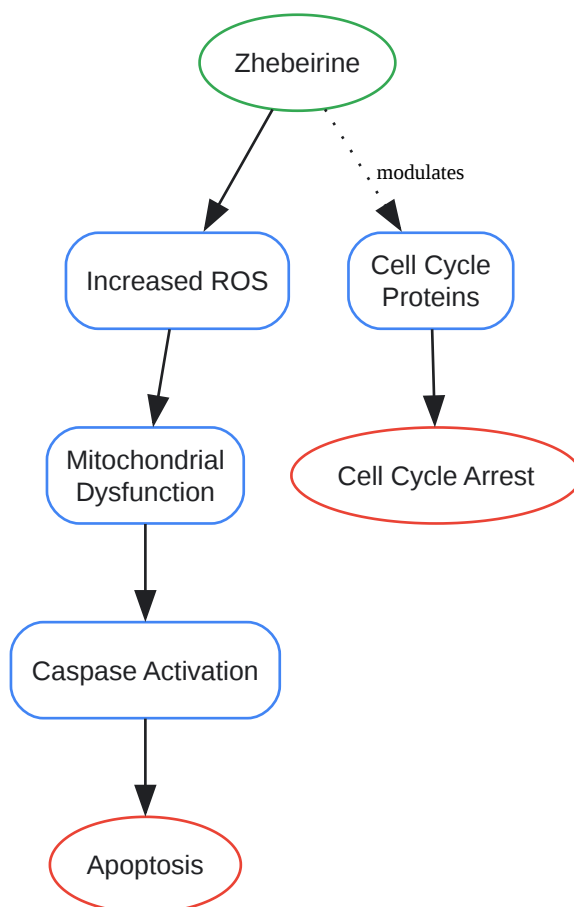 Zhebeirine
modulates
Increased ROS
Cell Cycle
Proteins
Mitochondrial
Dysfunction
Cell Cycle Arrest
Caspase Activation
Apoptosis